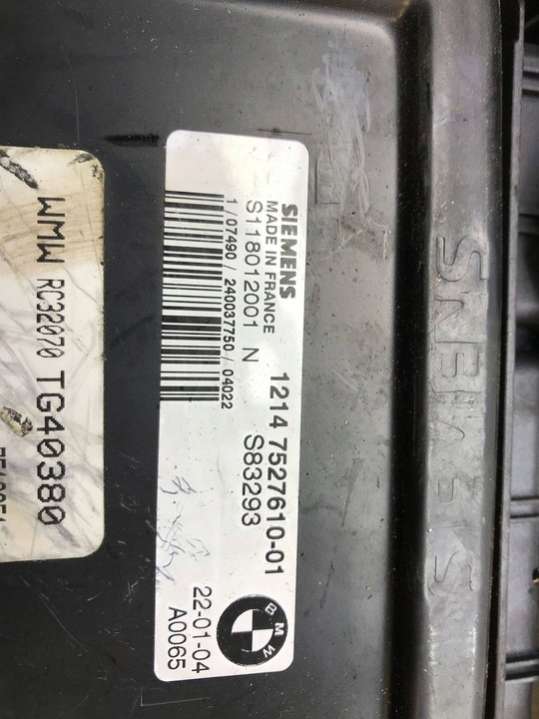 SIEMENS
MADE IN FRANCE
S118012001 N
1 / 07490 / 240037750 / 04022
1214 7527610-01
S83293
22-01-04
A0065
BMW
WMW RC32070 TG40380
SIEMENS